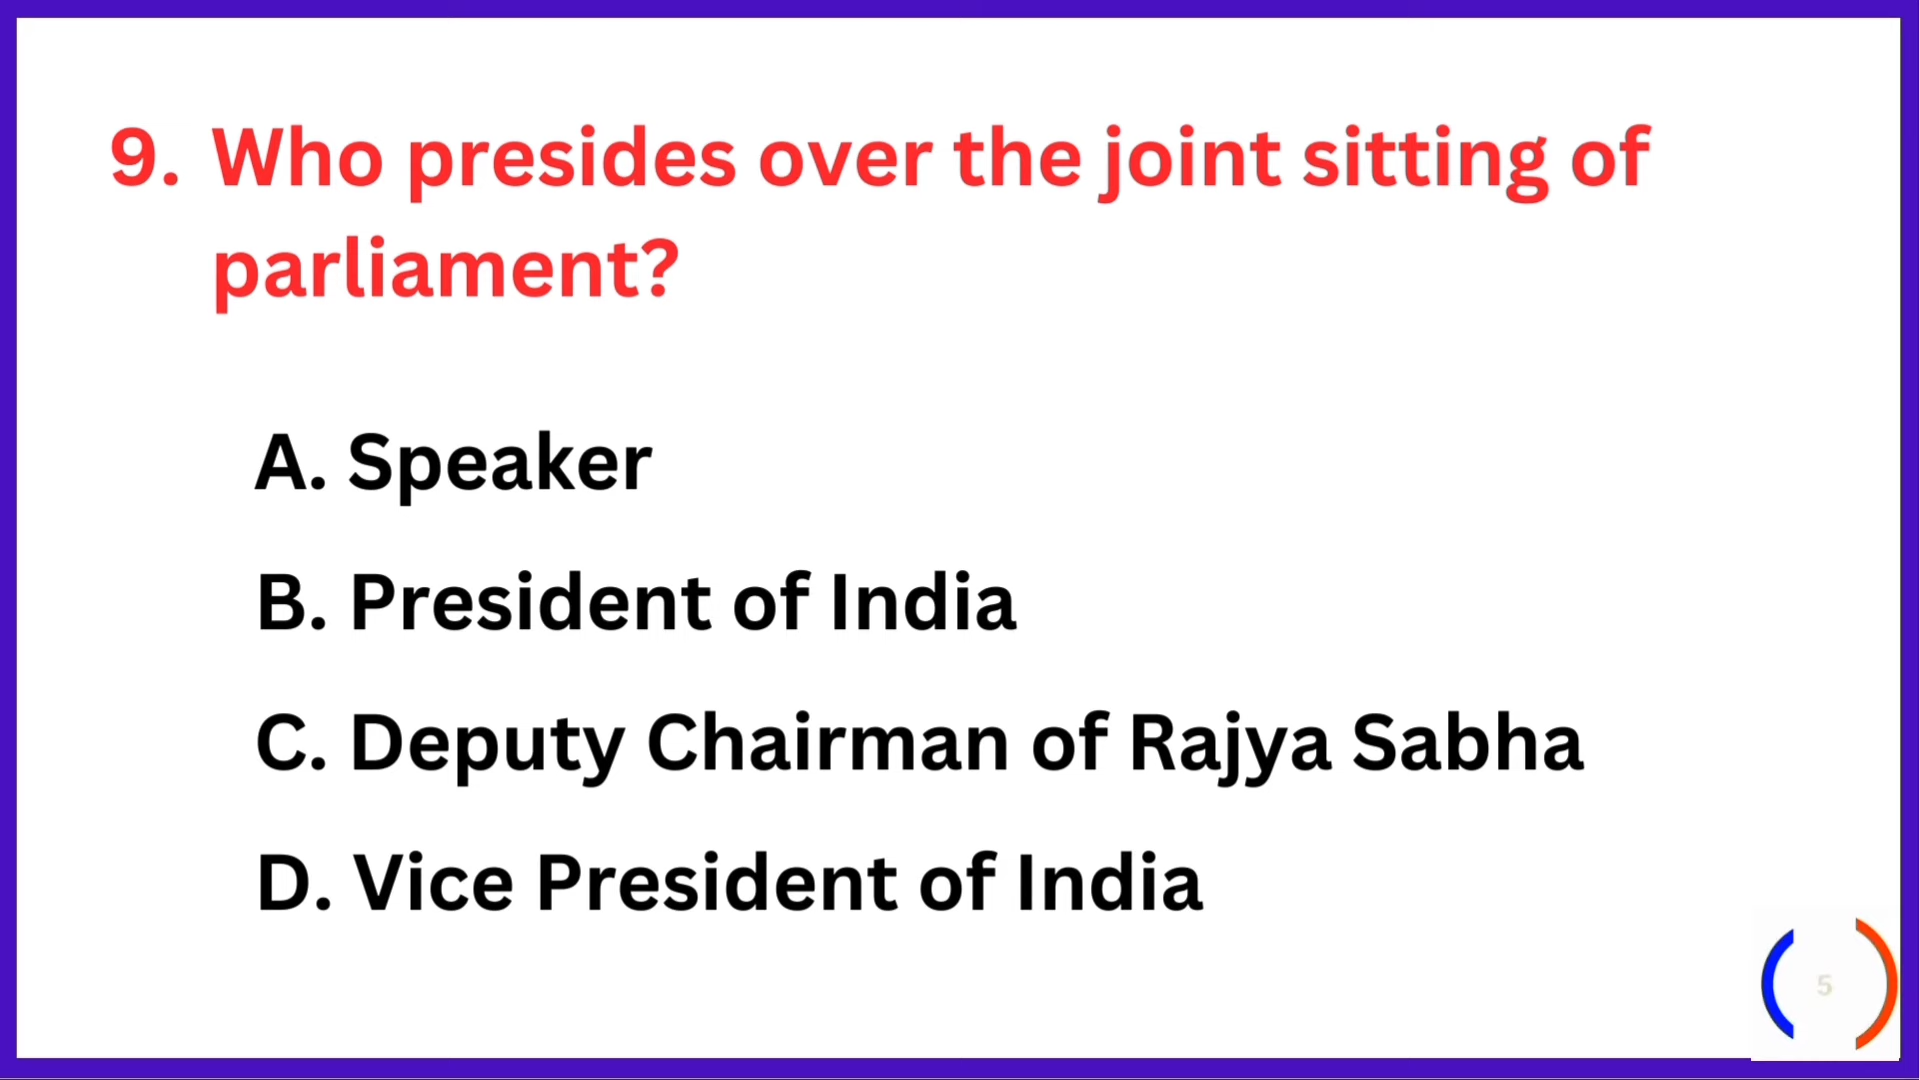 9. Who presides over the joint sitting of
parliament?
A. Speaker
B. President of India
C. Deputy Chairman of Rajya Sabha
D. Vice President of India
5